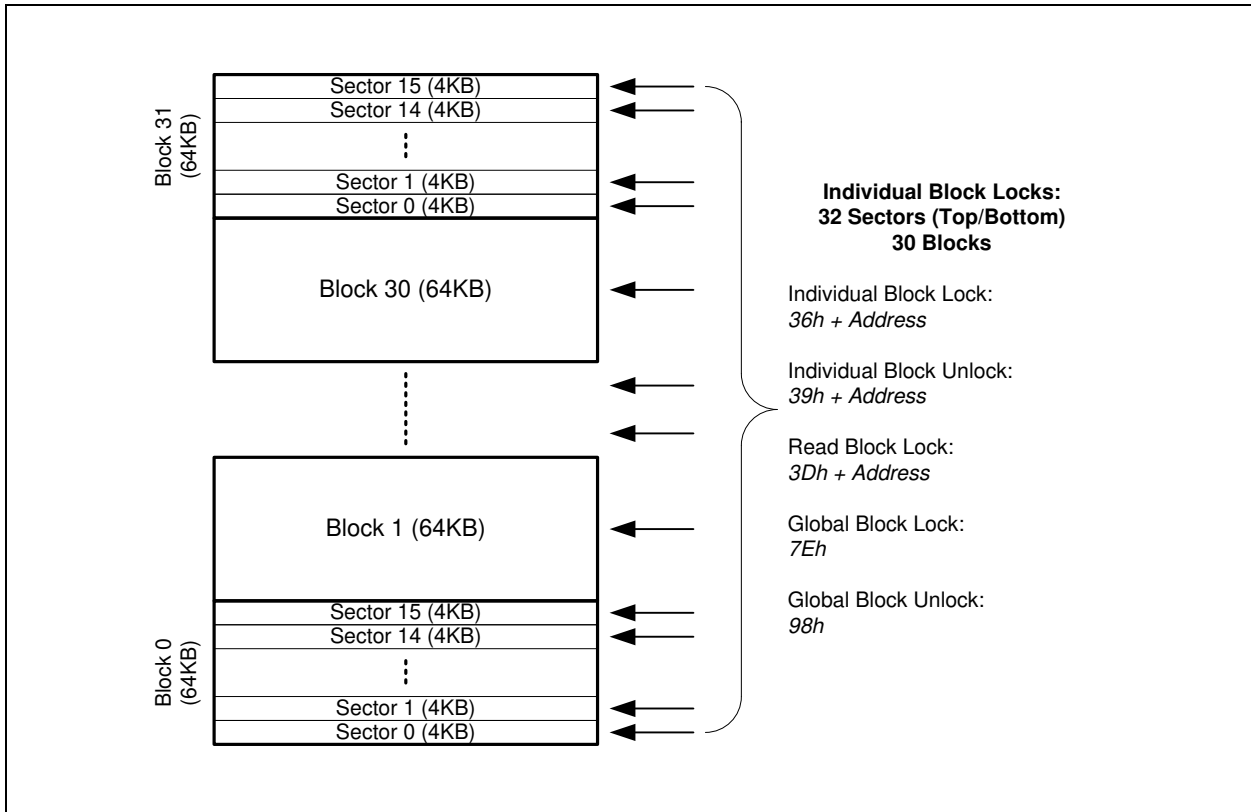 Block 31
(64KB)
Sector 15 (4KB)
Sector 14 (4KB)
Sector 1 (4KB)
Sector 0 (4KB)
Block 30 (64KB)
Block 1 (64KB)
Block 0
(64KB)
Sector 15 (4KB)
Sector 14 (4KB)
Sector 1 (4KB)
Sector 0 (4KB)
Individual Block Locks:
32 Sectors (Top/Bottom)
30 Blocks
Individual Block Lock:
36h + Address
Individual Block Unlock:
39h + Address
Read Block Lock:
3Dh + Address
Global Block Lock:
7Eh
Global Block Unlock:
98h